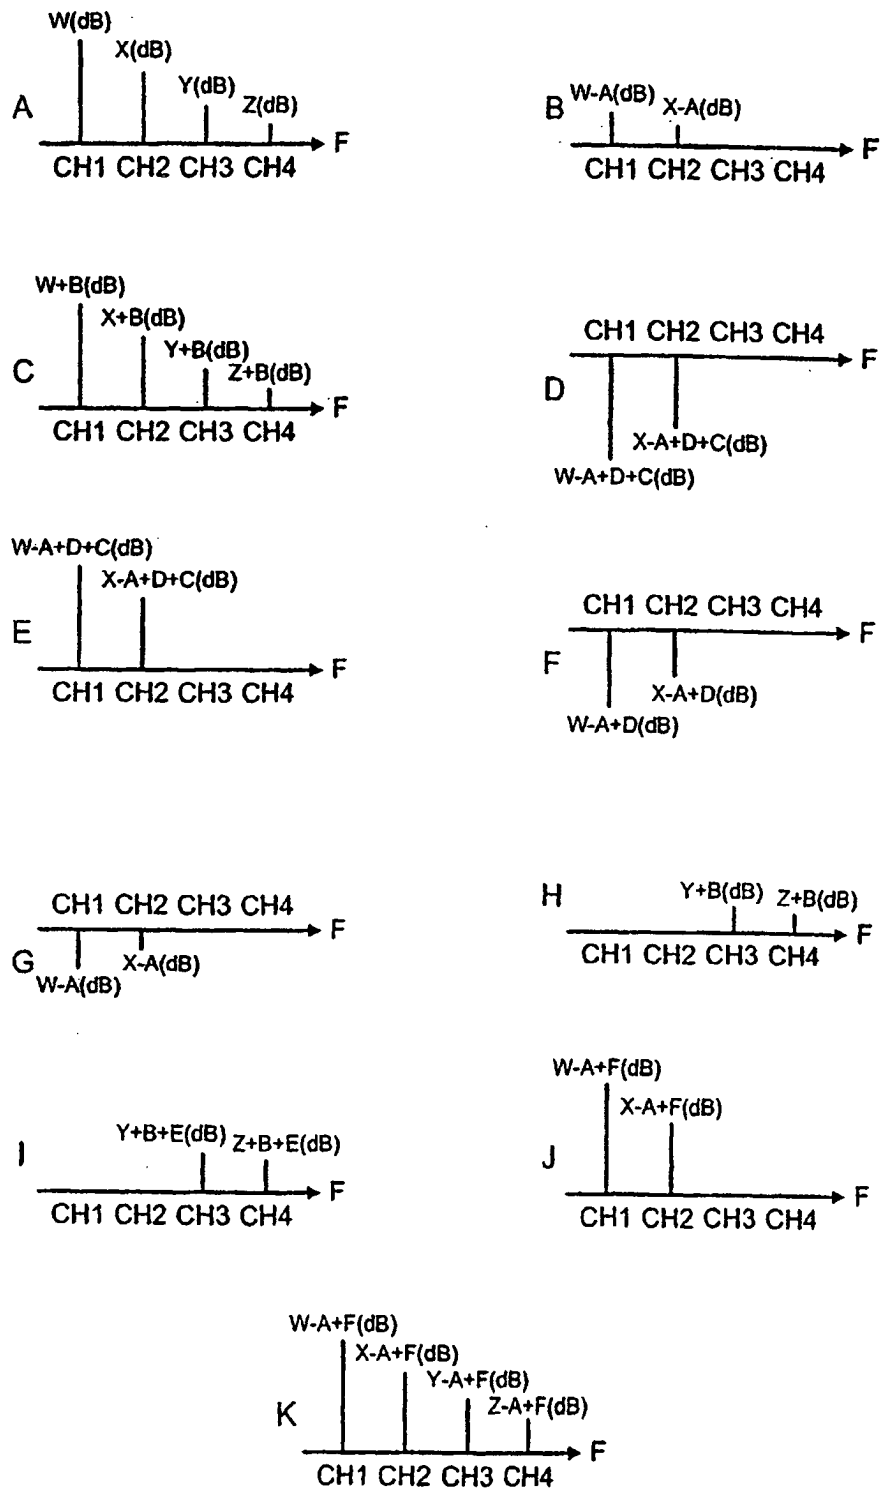 A
W(dB)
X(dB)
Y(dB)
Z(dB)
F
CH1 CH2 CH3 CH4
B
W-A(dB)
X-A(dB)
F
CH1 CH2 CH3 CH4
C
W+B(dB)
X+B(dB)
Y+B(dB)
Z+B(dB)
F
CH1 CH2 CH3 CH4
D
CH1 CH2 CH3 CH4
F
X-A+D+C(dB)
W-A+D+C(dB)
E
W-A+D+C(dB)
X-A+D+C(dB)
F
CH1 CH2 CH3 CH4
F
CH1 CH2 CH3 CH4
F
X-A+D(dB)
W-A+D(dB)
G
CH1 CH2 CH3 CH4
F
X-A(dB)
W-A(dB)
H
Y+B(dB)
Z+B(dB)
F
CH1 CH2 CH3 CH4
I
Y+B+E(dB)
Z+B+E(dB)
F
CH1 CH2 CH3 CH4
J
W-A+F(dB)
X-A+F(dB)
F
CH1 CH2 CH3 CH4
K
W-A+F(dB)
X-A+F(dB)
Y-A+F(dB)
Z-A+F(dB)
F
CH1 CH2 CH3 CH4